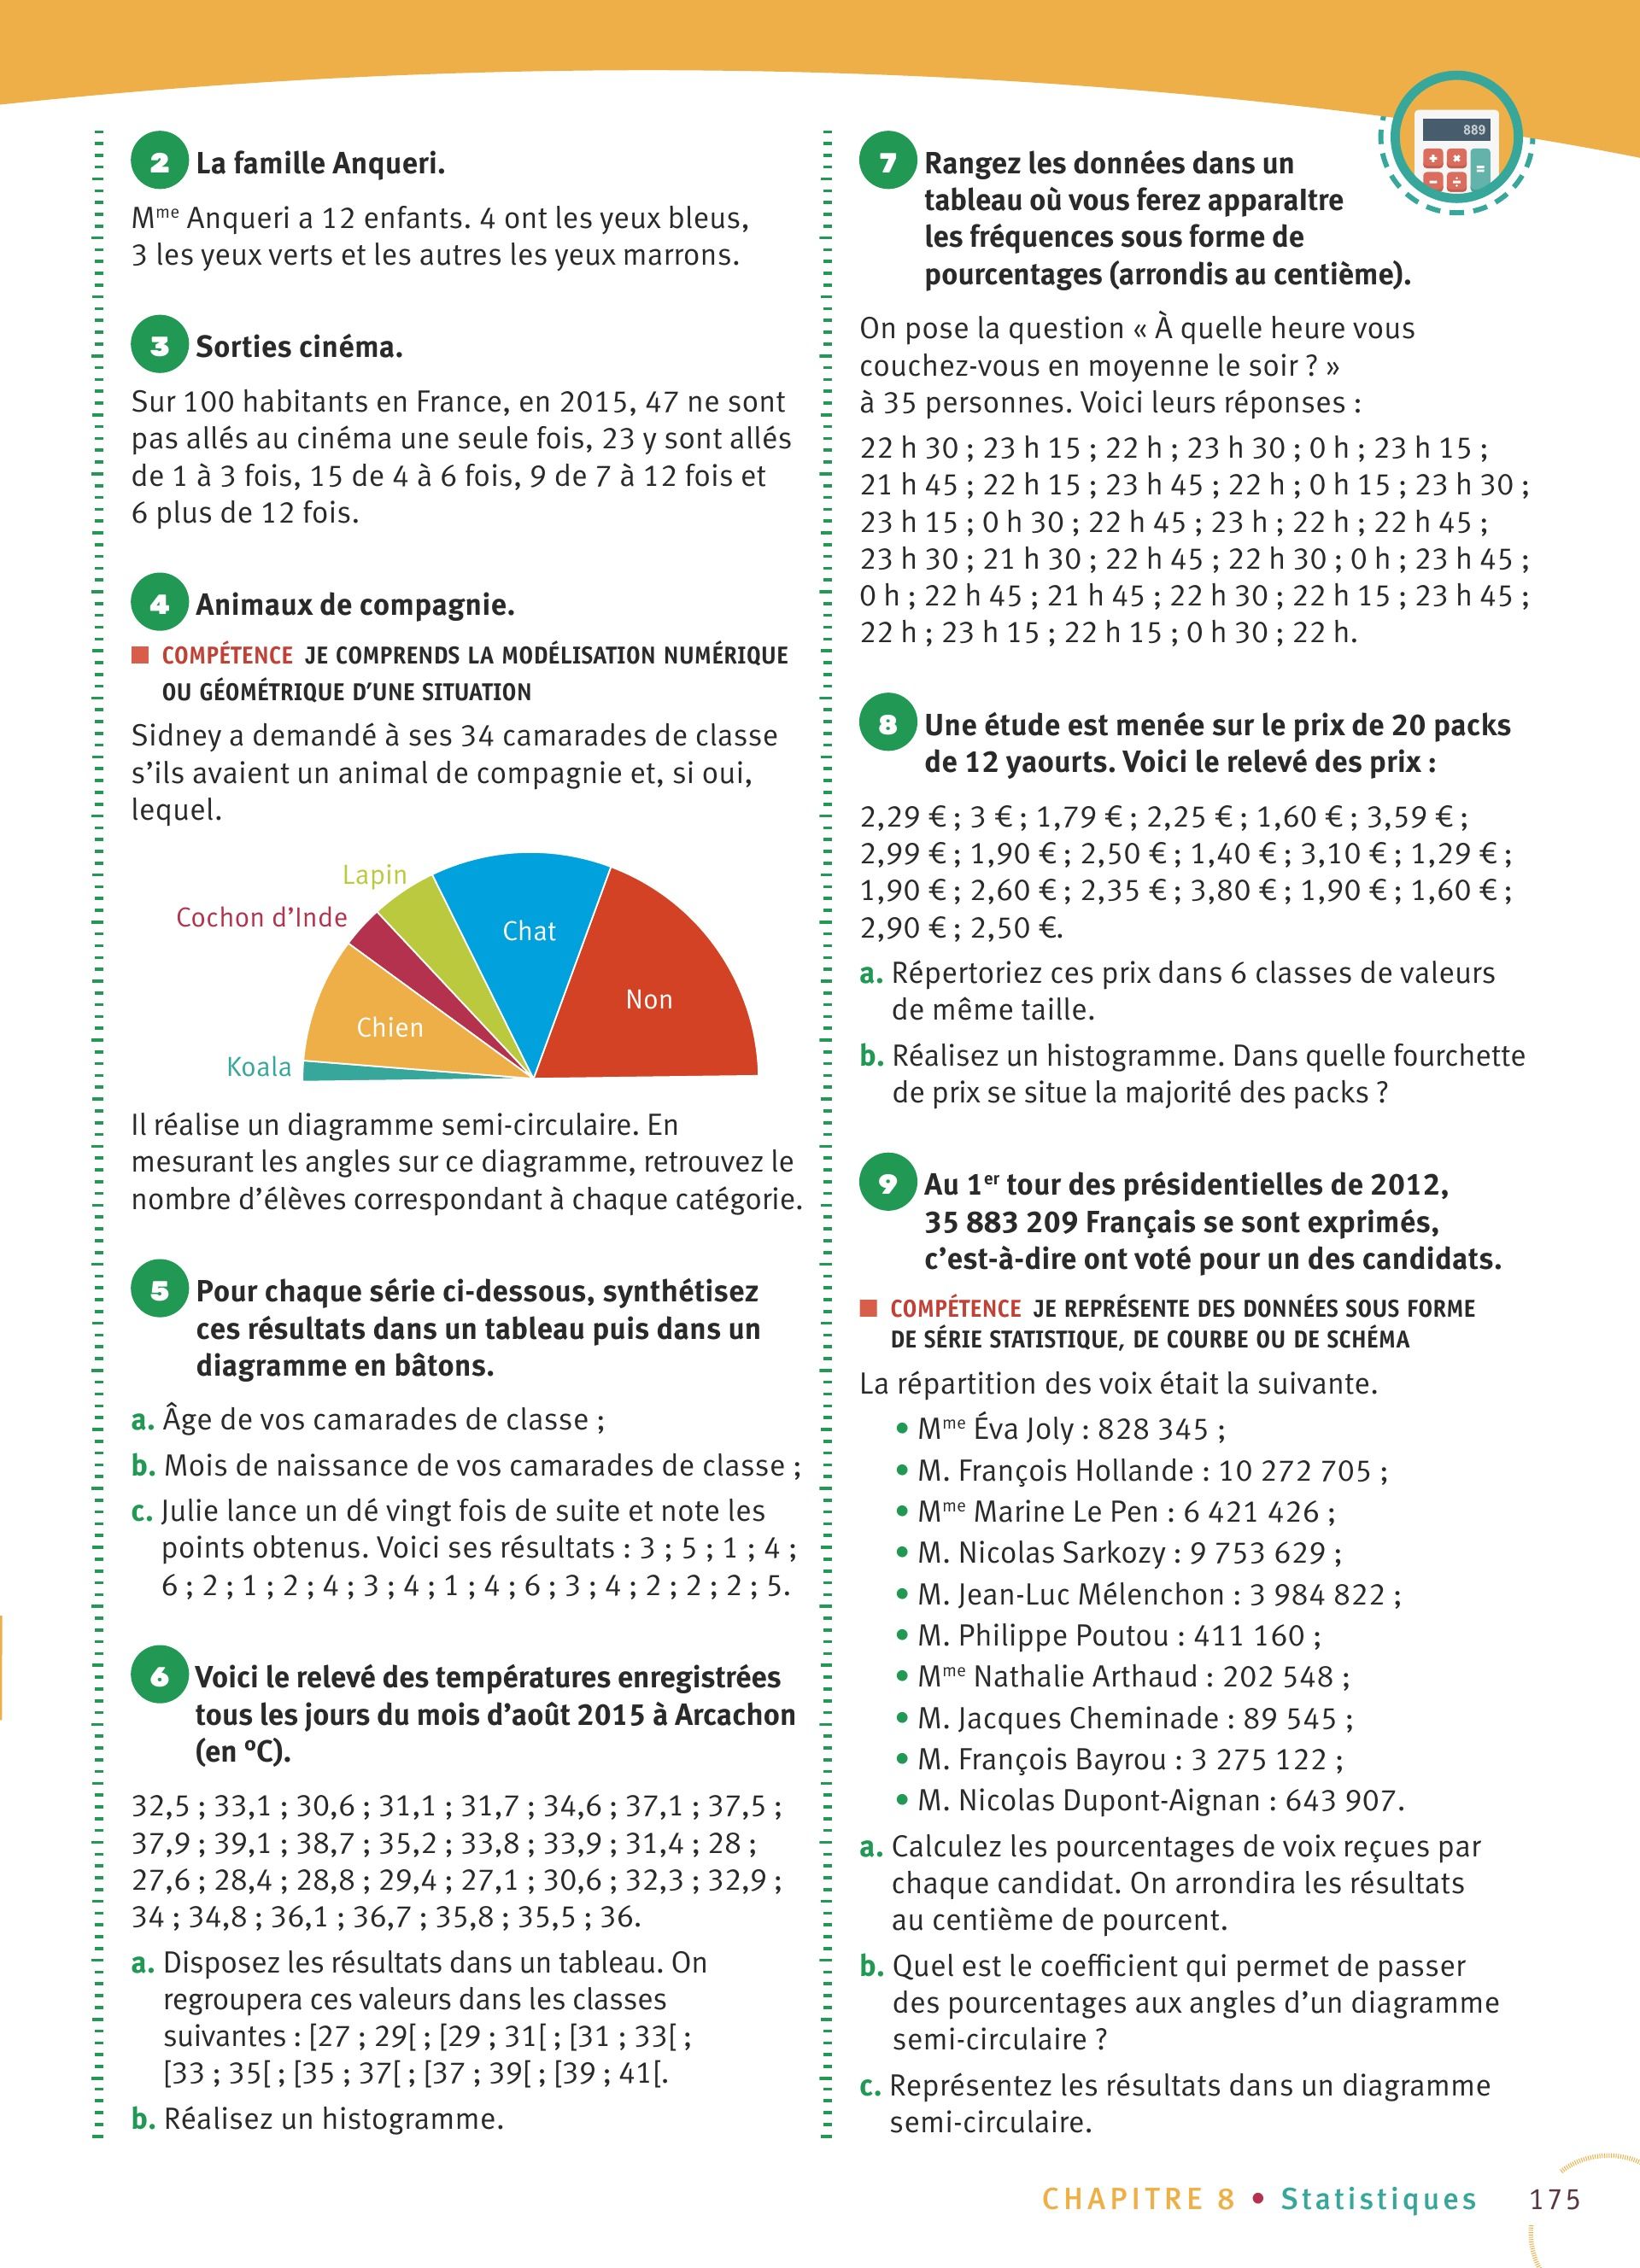 889
2 La famille Anqueri.
Mme Anqueri a 12 enfants. 4 ont les yeux bleus,
3 les yeux verts et les autres les yeux marrons.
3 Sorties cinéma.
Sur 100 habitants en France, en 2015, 47 ne sont
pas allés au cinéma une seule fois, 23 y sont allés
de 1 à 3 fois, 15 de 4 à 6 fois, 9 de 7 à 12 fois et
6 plus de 12 fois.
4 Animaux de compagnie.
COMPÉTENCE JE COMPRENDS LA MODÉLISATION NUMÉRIQUE
OU GÉOMÉTRIQUE D'UNE SITUATION
Sidney a demandé à ses 34 camarades de classe
s'ils avaient un animal de compagnie et, si oui,
lequel.
Lapin
Cochon d'Inde
Chat
Non
Chien
Koala
Il réalise un diagramme semi-circulaire. En
mesurant les angles sur ce diagramme, retrouvez le
nombre d'élèves correspondant à chaque catégorie.
5 Pour chaque série ci-dessous, synthétisez
ces résultats dans un tableau puis dans un
diagramme en bâtons.
a. Âge de vos camarades de classe ;
b. Mois de naissance de vos camarades de classe ;
c. Julie lance un dé vingt fois de suite et note les
points obtenus. Voici ses résultats : 3 ; 5 ; 1 ; 4 ;
6 ; 2 ; 1 ; 2 ; 4 ; 3 ; 4 ; 1 ; 4 ; 6 ; 3 ; 4 ; 2 ; 2 ; 2 ; 5.
6 Voici le relevé des températures enregistrées
tous les jours du mois d'août 2015 à Arcachon
(en °C).
32,5 ; 33,1 ; 30,6 ; 31,1 ; 31,7 ; 34,6 ; 37,1 ; 37,5 ;
37,9 ; 39,1 ; 38,7 ; 35,2 ; 33,8 ; 33,9 ; 31,4 ; 28 ;
27,6 ; 28,4 ; 28,8 ; 29,4 ; 27,1 ; 30,6 ; 32,3 ; 32,9 ;
34 ; 34,8 ; 36,1 ; 36,7 ; 35,8 ; 35,5 ; 36.
a. Disposez les résultats dans un tableau. On
regroupera ces valeurs dans les classes
suivantes : [27 ; 29[ ; [29 ; 31[ ; [31 ; 33[ ;
[33 ; 35[ ; [35 ; 37[ ; [37 ; 39[ ; [39 ; 41[.
b. Réalisez un histogramme.
7 Rangez les données dans un
tableau où vous ferez apparaItre
les fréquences sous forme de
pourcentages (arrondis au centième).
On pose la question « À quelle heure vous
couchez-vous en moyenne le soir ? »
à 35 personnes. Voici leurs réponses :
22 h 30 ; 23 h 15 ; 22 h ; 23 h 30 ; 0 h ; 23 h 15 ;
21 h 45 ; 22 h 15 ; 23 h 45 ; 22 h ; 0 h 15 ; 23 h 30 ;
23 h 15 ; 0 h 30 ; 22 h 45 ; 23 h ; 22 h ; 22 h 45 ;
23 h 30 ; 21 h 30 ; 22 h 45 ; 22 h 30 ; 0 h ; 23 h 45 ;
0 h ; 22 h 45 ; 21 h 45 ; 22 h 30 ; 22 h 15 ; 23 h 45 ;
22 h ; 23 h 15 ; 22 h 15 ; 0 h 30 ; 22 h.
8 Une étude est menée sur le prix de 20 packs
de 12 yaourts. Voici le relevé des prix :
2,29 € ; 3 € ; 1,79 € ; 2,25 € ; 1,60 € ; 3,59 € ;
2,99 € ; 1,90 € ; 2,50 € ; 1,40 € ; 3,10 € ; 1,29 € ;
1,90 € ; 2,60 € ; 2,35 € ; 3,80 € ; 1,90 € ; 1,60 € ;
2,90 € ; 2,50 €.
a. Répertoriez ces prix dans 6 classes de valeurs
de même taille.
b. Réalisez un histogramme. Dans quelle fourchette
de prix se situe la majorité des packs ?
9 Au 1er tour des présidentielles de 2012,
35 883 209 Français se sont exprimés,
c'est-à-dire ont voté pour un des candidats.
COMPÉTENCE JE REPRÉSENTE DES DONNÉES SOUS FORME
DE SÉRIE STATISTIQUE, DE COURBE OU DE SCHÉMA
La répartition des voix était la suivante.
• Mme Éva Joly : 828 345 ;
• M. François Hollande : 10 272 705 ;
• Mme Marine Le Pen : 6 421 426 ;
• M. Nicolas Sarkozy : 9 753 629 ;
• M. Jean-Luc Mélenchon : 3 984 822 ;
• M. Philippe Poutou : 411 160 ;
• Mme Nathalie Arthaud : 202 548 ;
• M. Jacques Cheminade : 89 545 ;
• M. François Bayrou : 3 275 122 ;
• M. Nicolas Dupont-Aignan : 643 907.
a. Calculez les pourcentages de voix reçues par
chaque candidat. On arrondira les résultats
au centième de pourcent.
b. Quel est le coefficient qui permet de passer
des pourcentages aux angles d'un diagramme
semi-circulaire ?
c. Représentez les résultats dans un diagramme
semi-circulaire.
CHAPITRE 8 • Statistiques 175